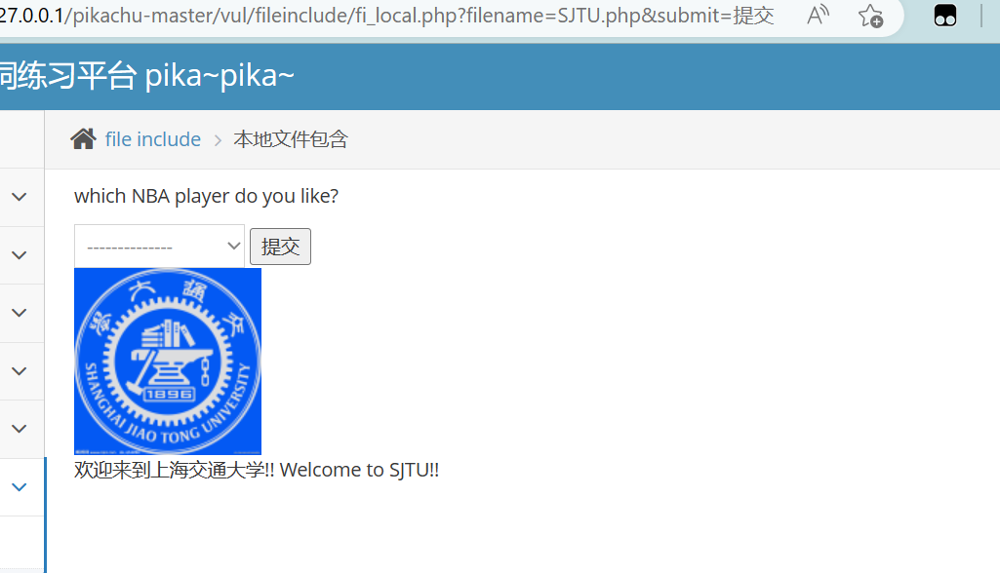 27.0.0.1/pikachu-master/vul/fileinclude/fi_local.php?filename=SJTU.php&submit=提交
练习平台 pika~pika~
file include > 本地文件包含
which NBA player do you like?
--------------
提交
SHANGHAI JIAO TONG UNIVERSITY
1896
欢迎来到上海交通大学!! Welcome to SJTU!!